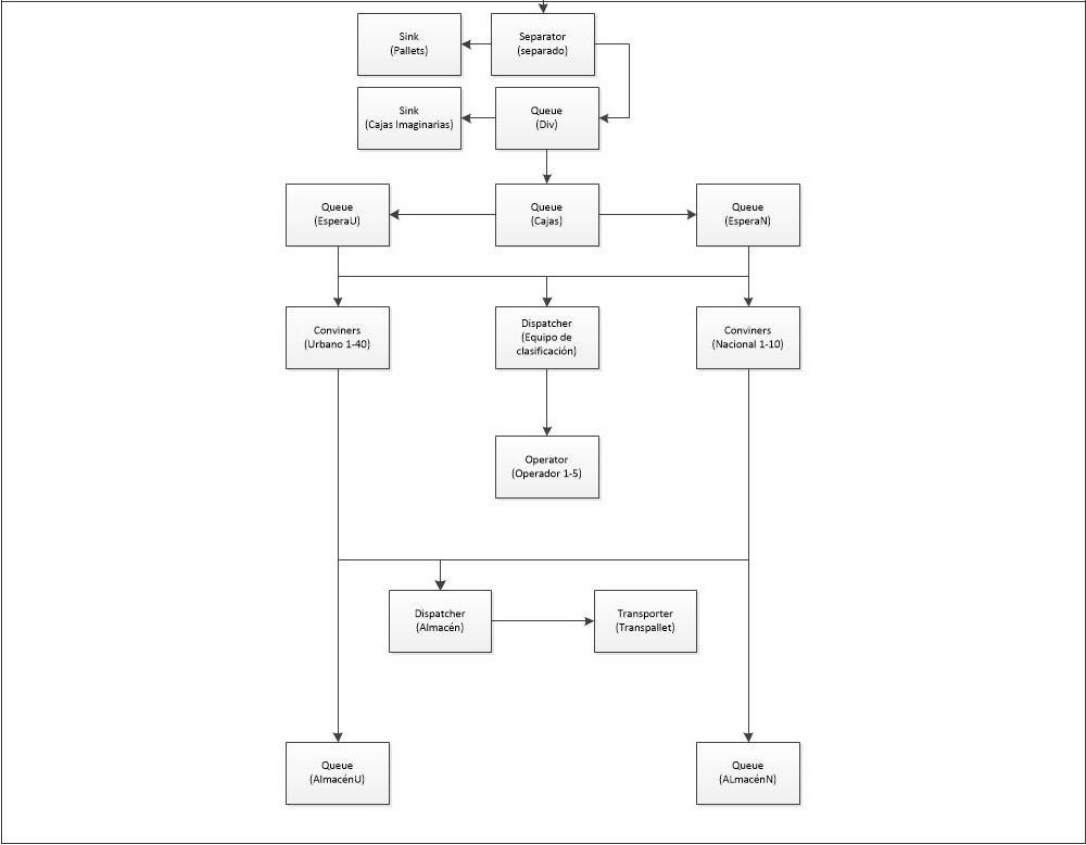 Sink
(Pallets)
Separator
(separado)
Sink
(Cajas Imaginarias)
Queue
(Div)
Queue
(EsperaU)
Queue
(Cajas)
Queue
(EsperaN)
Conviners
(Urbano 1-40)
Dispatcher
(Equipo de
clasificación)
Conviners
(Nacional 1-10)
Operator
(Operador 1-5)
Dispatcher
(Almacén)
Transporter
(Transpallet)
Queue
(AlmacénU)
Queue
(ALmacénN)